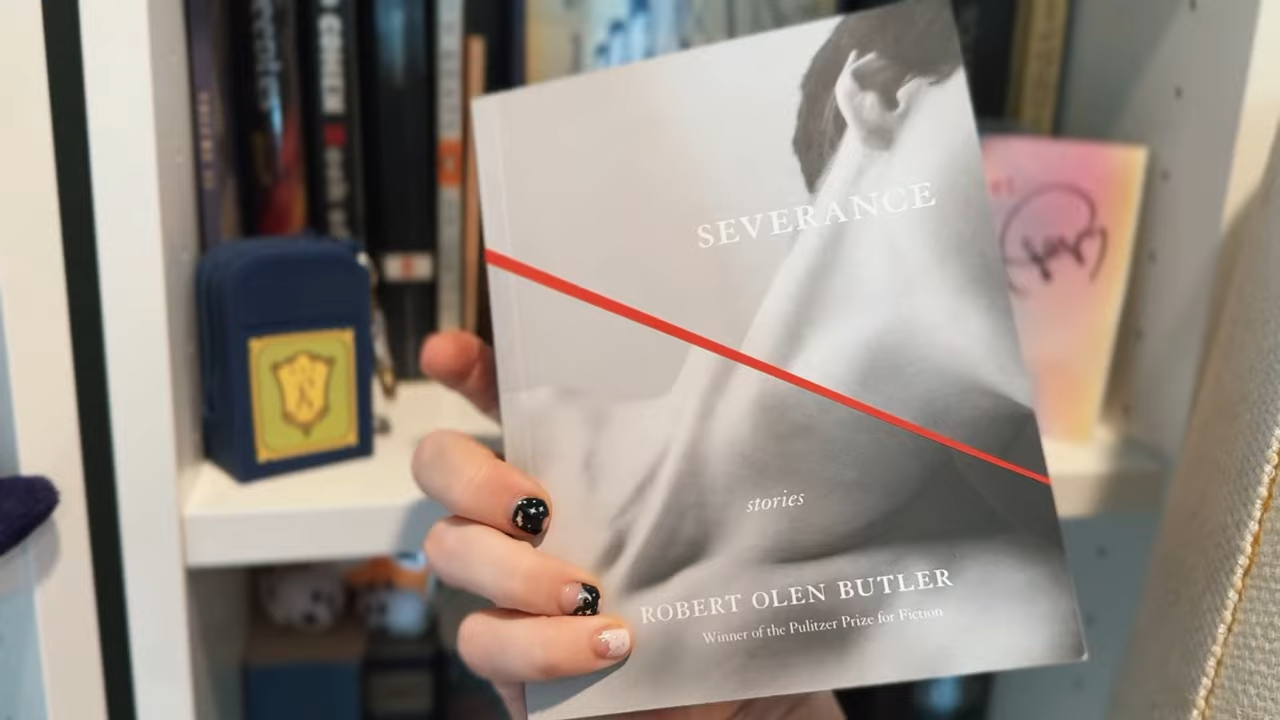 SEVERANCE
stories
ROBERT OLEN BUTLER
Winner of the Pulitzer Prize for Fiction